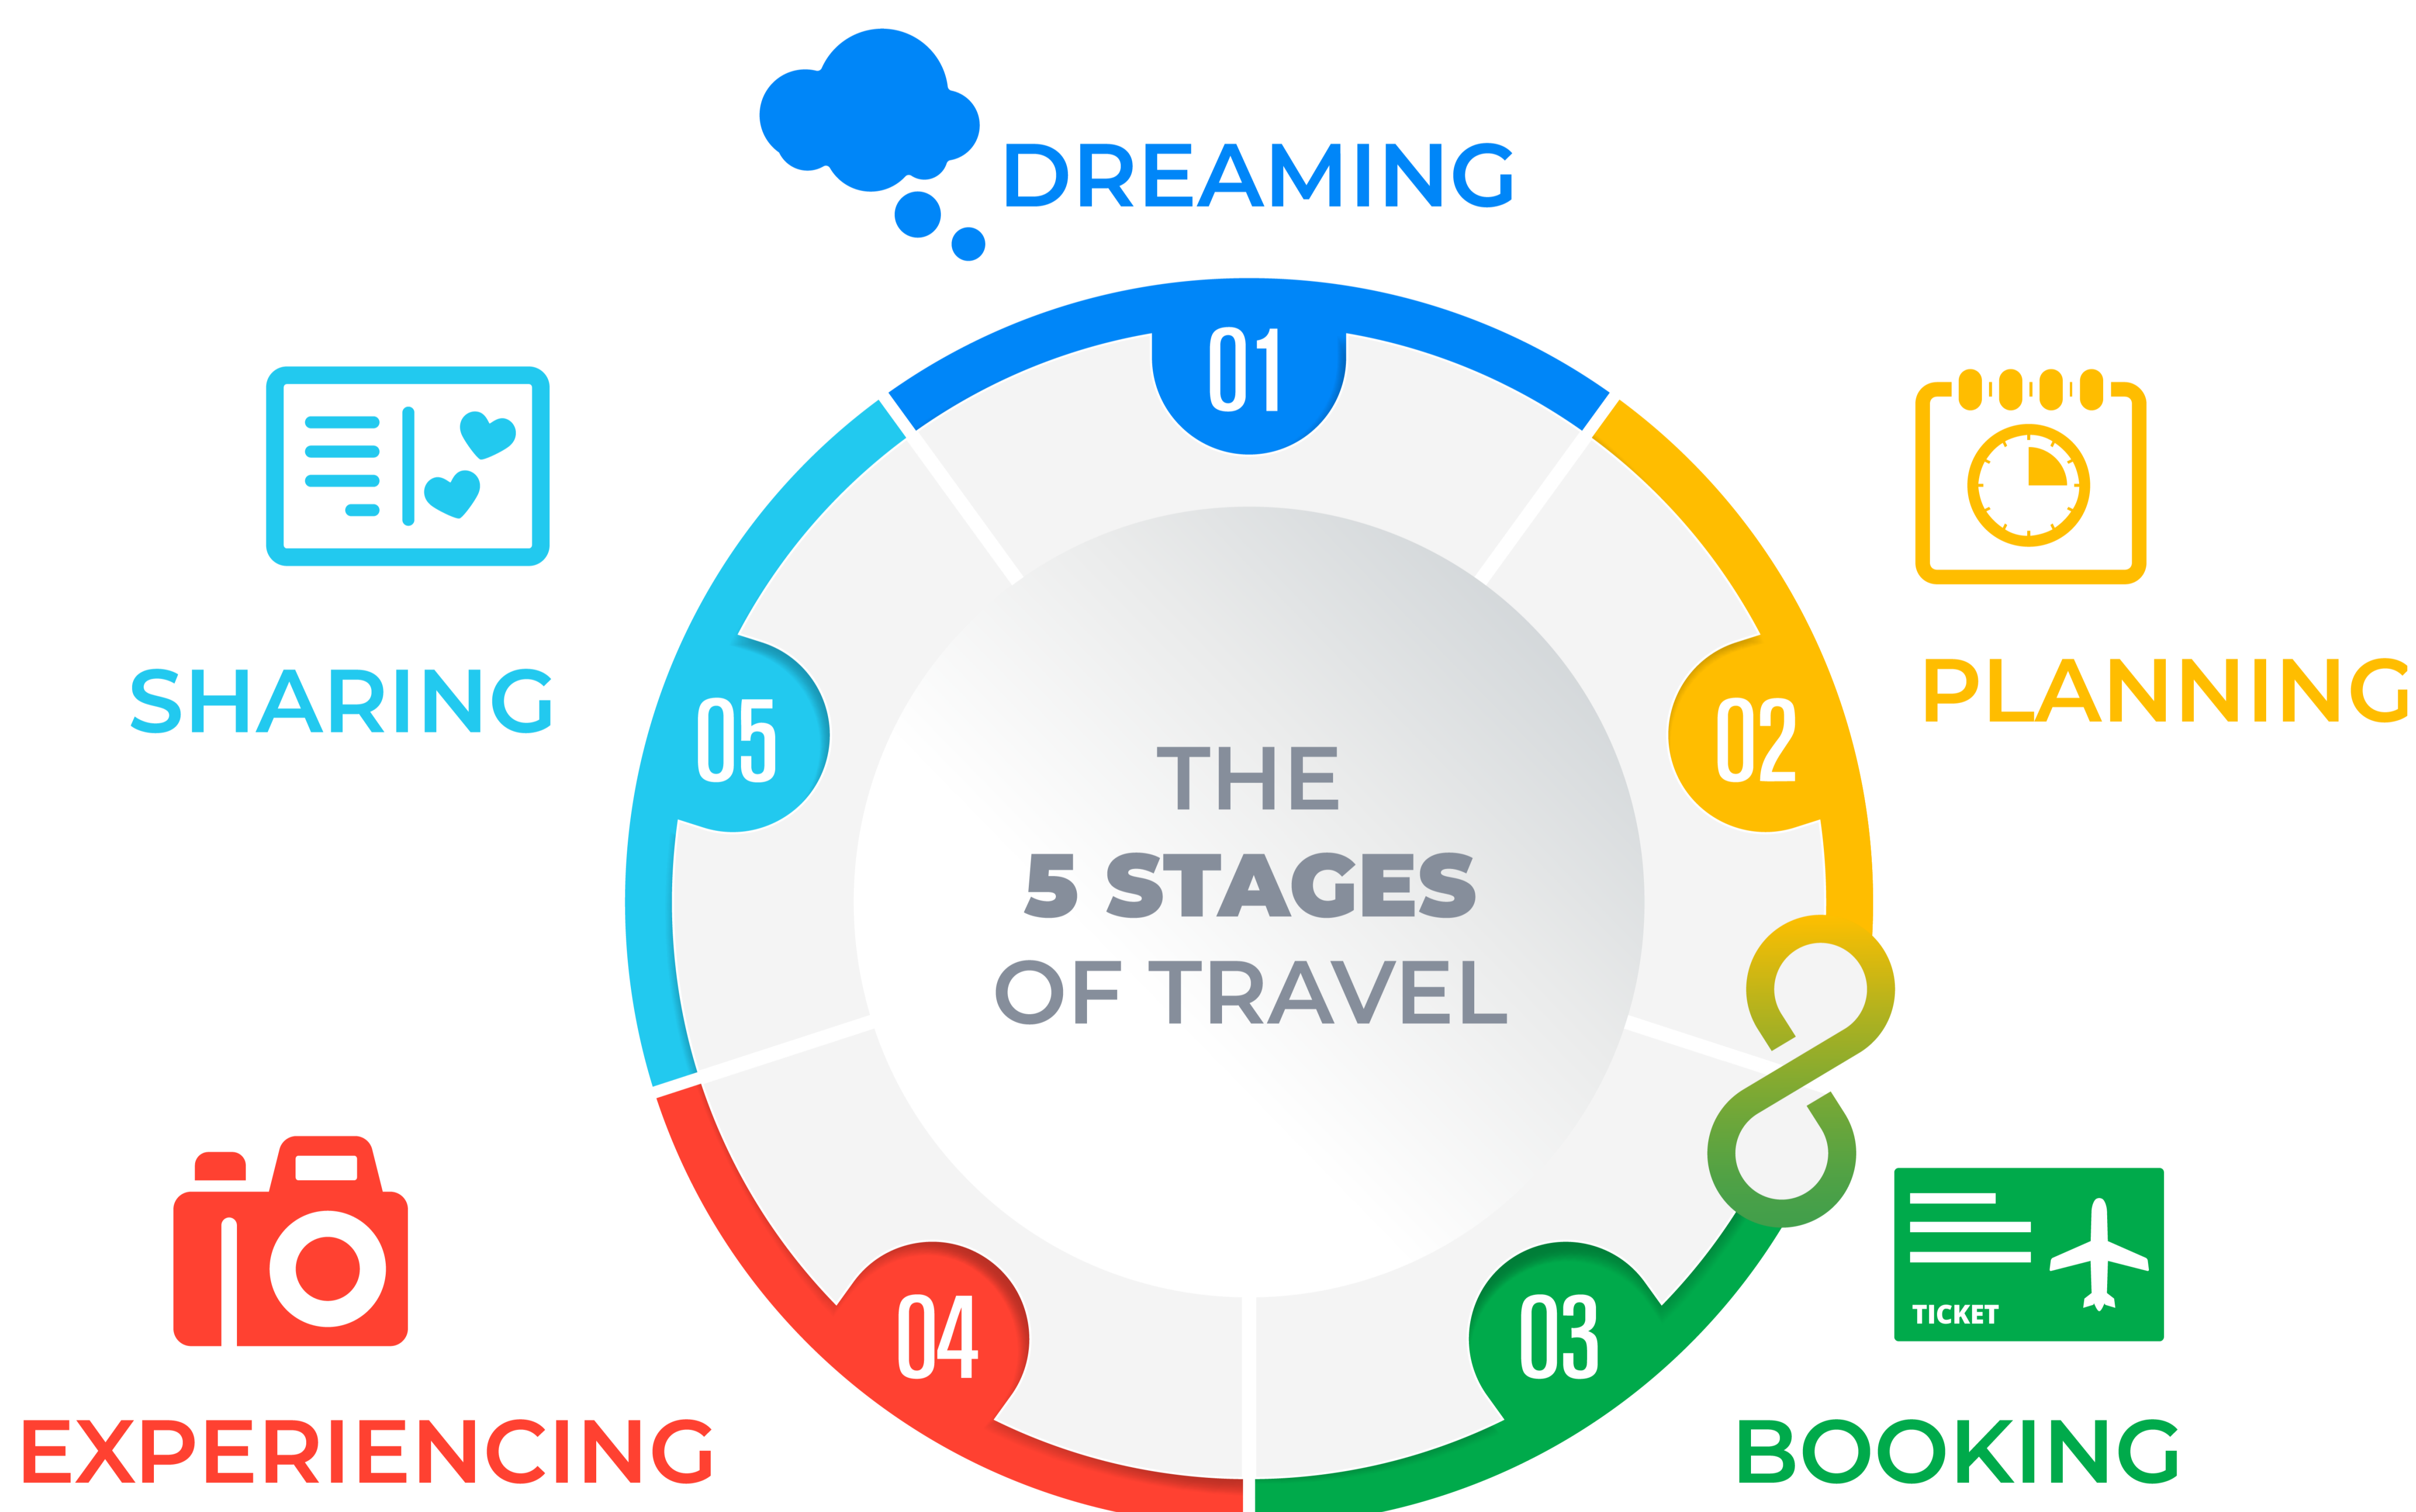 DREAMING
01
PLANNING
02
BOOKING
TICKET
03
EXPERIENCING
04
SHARING
05
THE
5 STAGES
OF TRAVEL